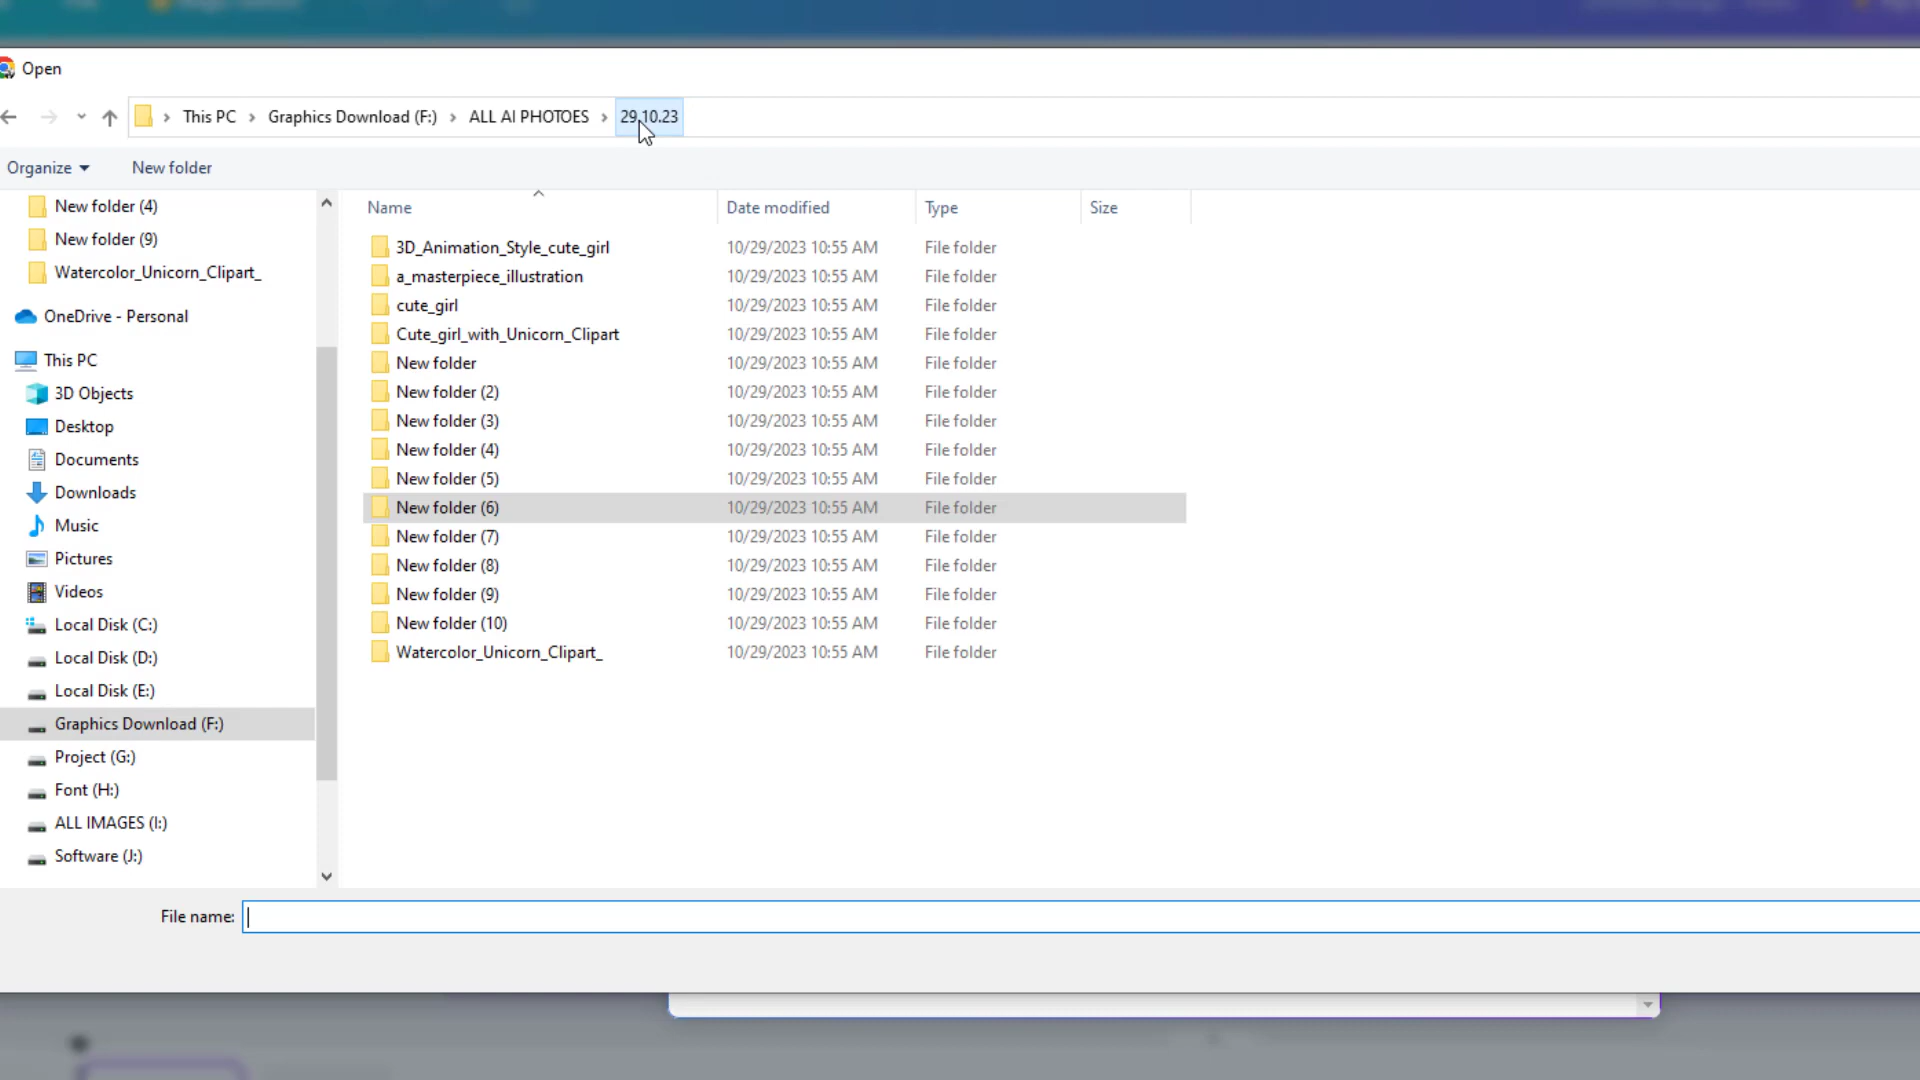 Open
This PC > Graphics Download (F:) > ALL AI PHOTOES > 29.10.23
Organize New folder
New folder (4)
New folder (9)
Watercolor_Unicorn_Clipart_
OneDrive - Personal
This PC
3D Objects
Desktop
Documents
Downloads
Music
Pictures
Videos
Local Disk (C:)
Local Disk (D:)
Local Disk (E:)
Graphics Download (F:)
Project (G:)
Font (H:)
ALL IMAGES (I:)
Software (J:)
Name Date modified Type Size
3D_Animation_Style_cute_girl 10/29/2023 10:55 AM File folder
a_masterpiece_illustration 10/29/2023 10:55 AM File folder
cute_girl 10/29/2023 10:55 AM File folder
Cute_girl_with_Unicorn_Clipart 10/29/2023 10:55 AM File folder
New folder 10/29/2023 10:55 AM File folder
New folder (2) 10/29/2023 10:55 AM File folder
New folder (3) 10/29/2023 10:55 AM File folder
New folder (4) 10/29/2023 10:55 AM File folder
New folder (5) 10/29/2023 10:55 AM File folder
New folder (6) 10/29/2023 10:55 AM File folder
New folder (7) 10/29/2023 10:55 AM File folder
New folder (8) 10/29/2023 10:55 AM File folder
New folder (9) 10/29/2023 10:55 AM File folder
New folder (10) 10/29/2023 10:55 AM File folder
Watercolor_Unicorn_Clipart_ 10/29/2023 10:55 AM File folder
File name: